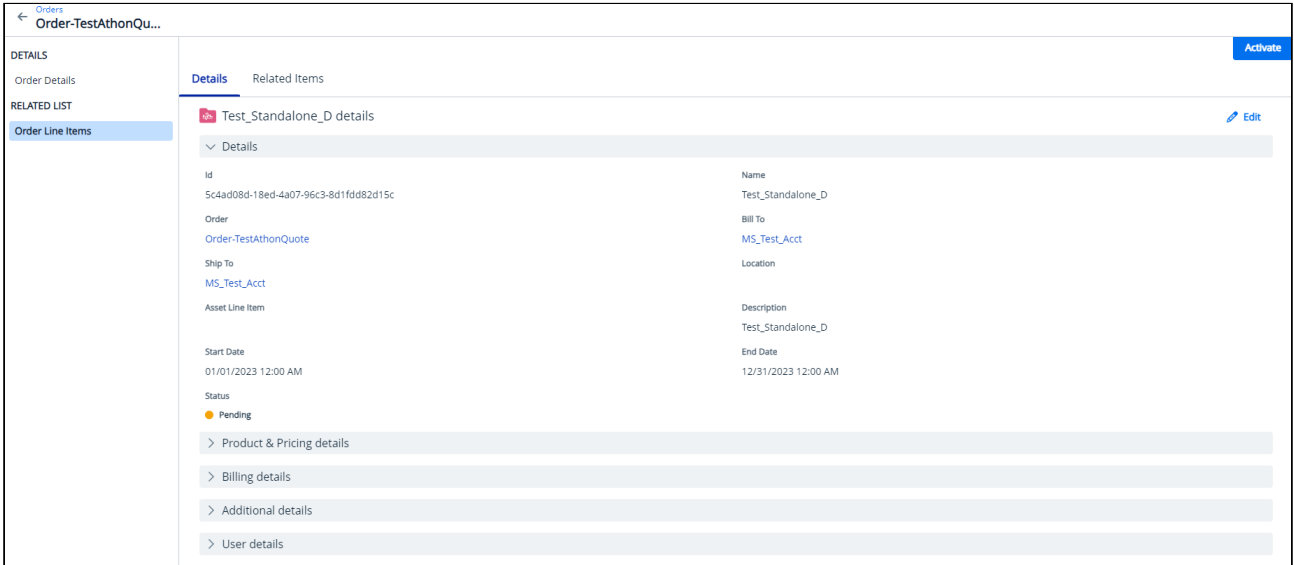 Orders
Order-TestAthonQu...
DETAILS
Order Details
RELATED LIST
Order Line Items
Activate
Details
Related Items
Test_Standalone_D details
Edit
Details
Id
Name
5c4ad08d-18ed-4a07-96c3-8d1fdd82d15c
Test_Standalone_D
Order
Bill To
Order-TestAthonQuote
MS_Test_Acct
Ship To
Location
MS_Test_Acct
Asset Line Item
Description
Test_Standalone_D
Start Date
End Date
01/01/2023 12:00 AM
12/31/2023 12:00 AM
Status
Pending
Product & Pricing details
Billing details
Additional details
User details